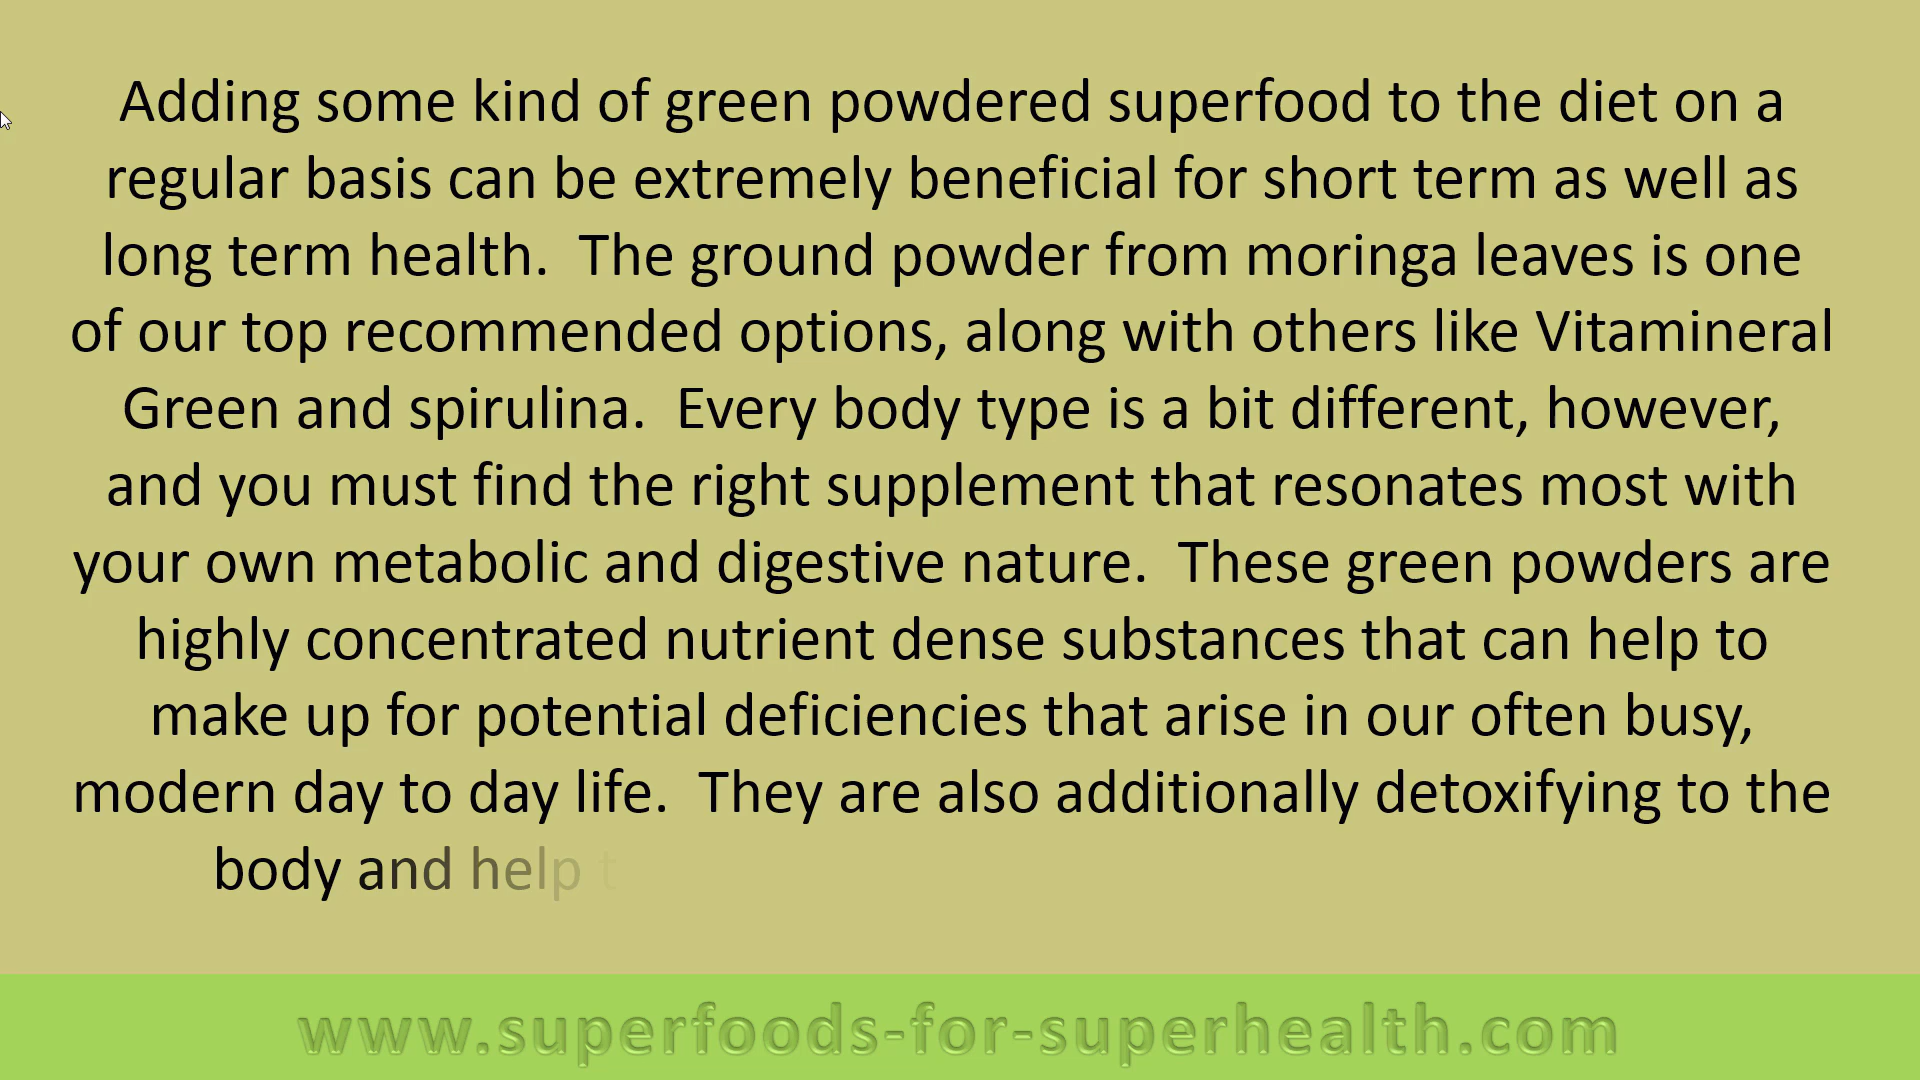 Adding some kind of green powdered superfood to the diet on a
regular basis can be extremely beneficial for short term as well as
long term health.  The ground powder from moringa leaves is one
of our top recommended options, along with others like Vitamineral
Green and spirulina.  Every body type is a bit different, however,
and you must find the right supplement that resonates most with
your own metabolic and digestive nature.  These green powders are
highly concentrated nutrient dense substances that can help to
make up for potential deficiencies that arise in our often busy,
modern day to day life.  They are also additionally detoxifying to the
body and help
www.superfoods-for-superhealth.com